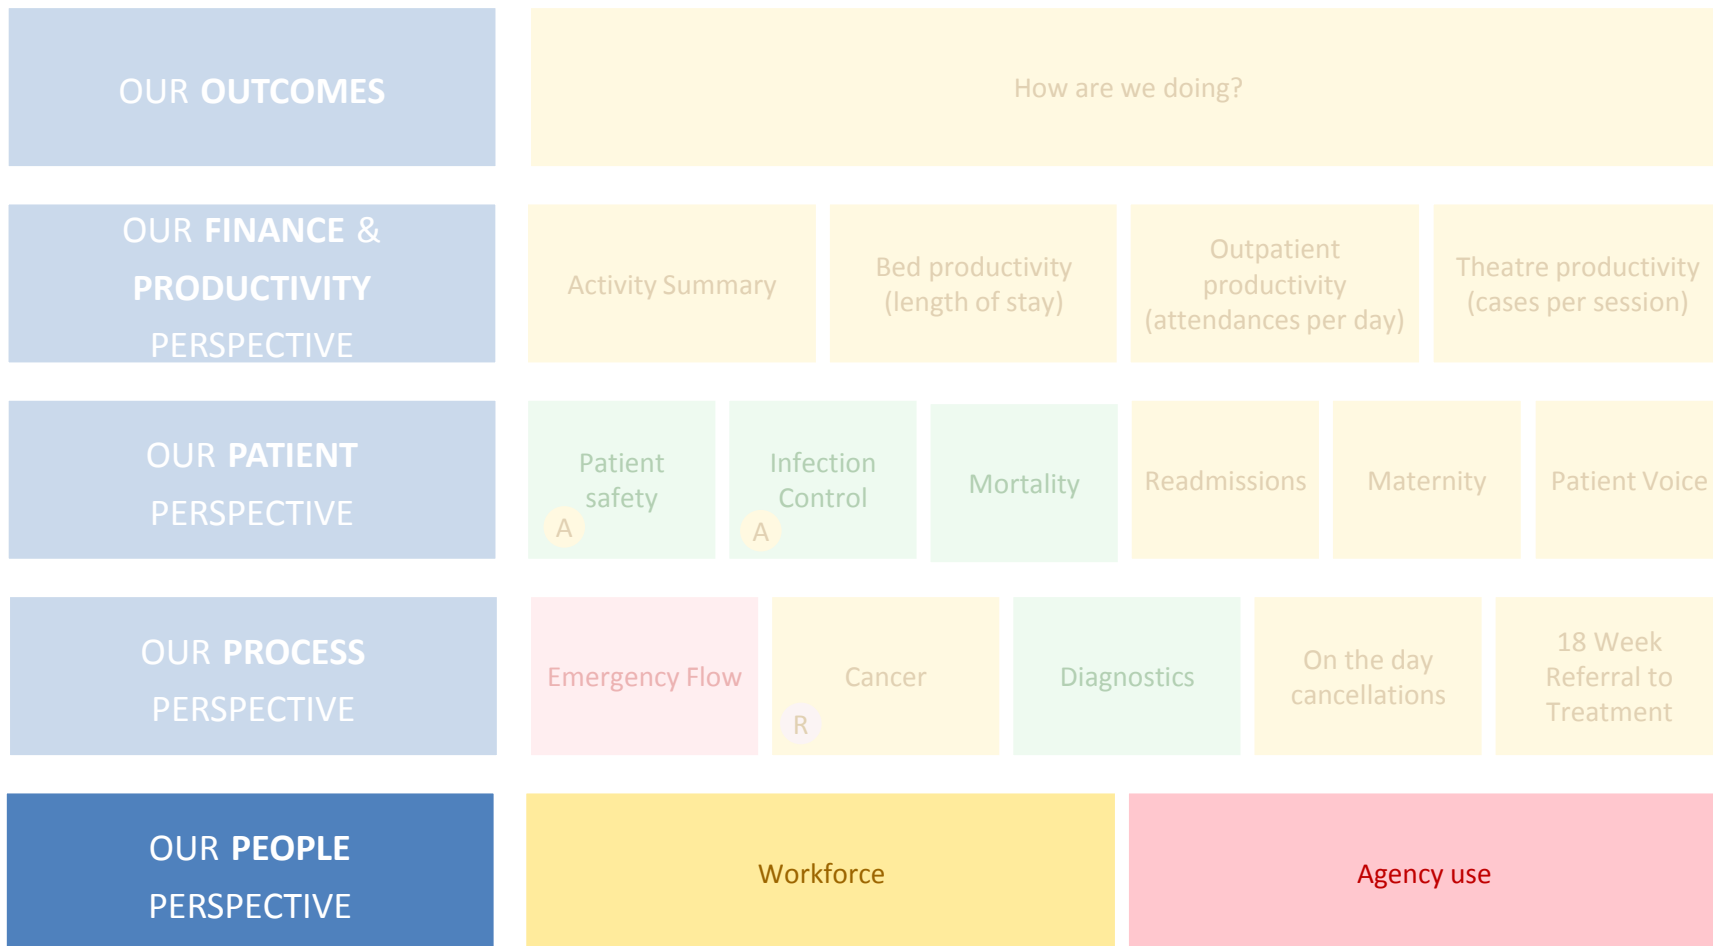 OUR OUTCOMES
How are we doing?
OUR FINANCE &
PRODUCTIVITY
PERSPECTIVE
Activity Summary
Bed productivity
(length of stay)
Outpatient
productivity
(attendances per day)
Theatre productivity
(cases per session)
OUR PATIENT
PERSPECTIVE
Patient
safety
A
Infection
Control
A
Mortality
Readmissions
Maternity
Patient Voice
OUR PROCESS
PERSPECTIVE
Emergency Flow
Cancer
R
Diagnostics
On the day
cancellations
18 Week
Referral to
Treatment
OUR PEOPLE
PERSPECTIVE
Workforce
Agency use